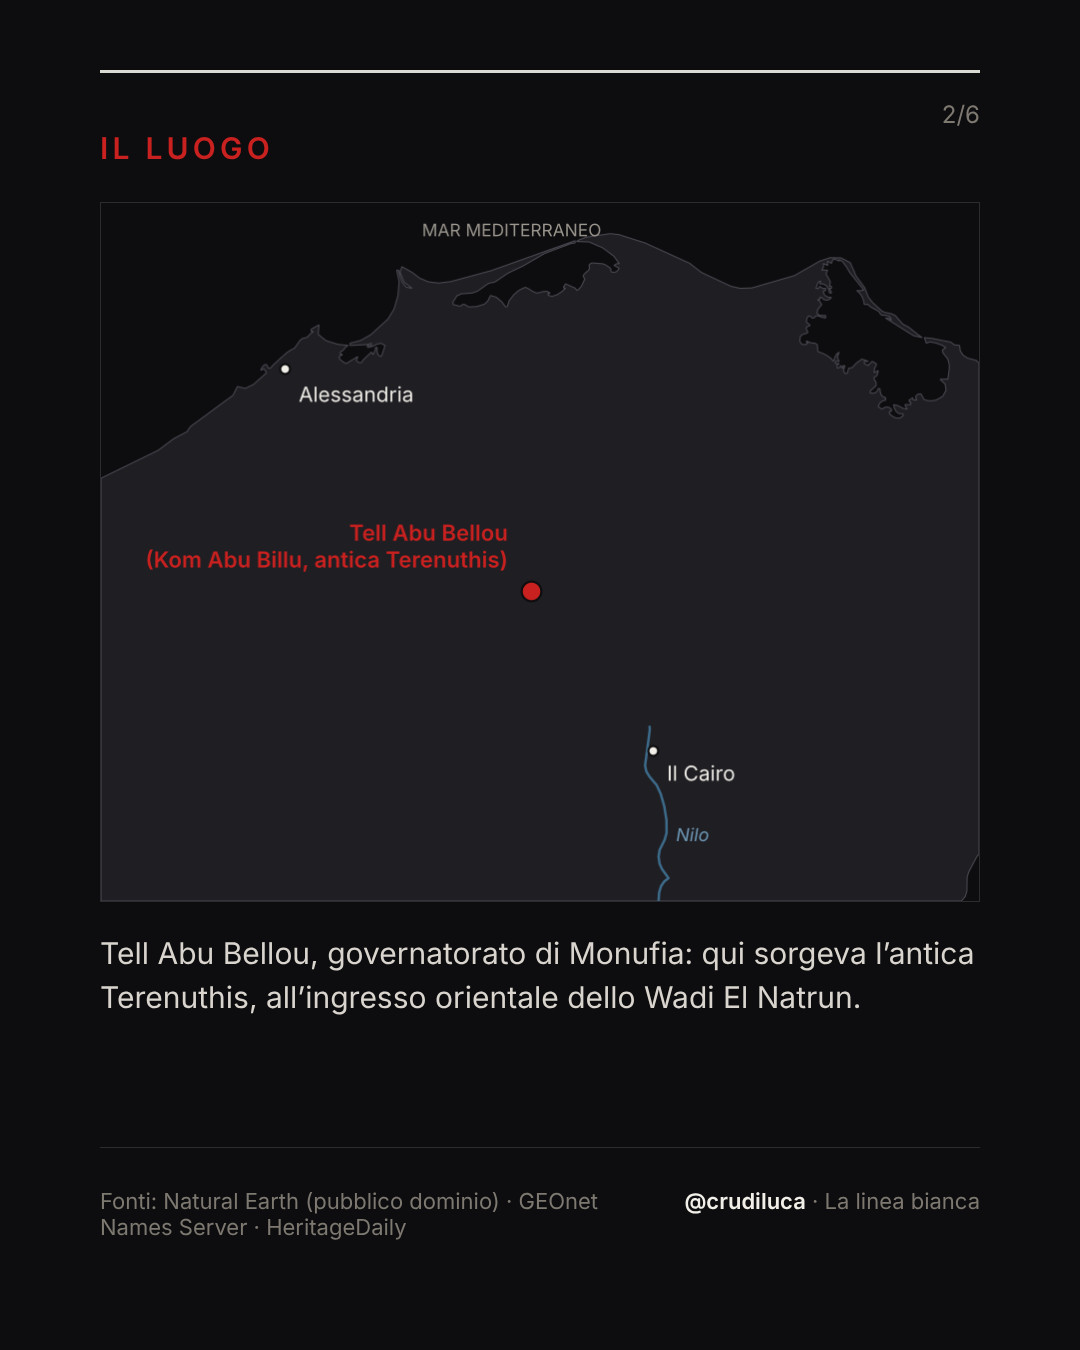 2/6
IL LUOGO
MAR MEDITERRANEO
Alessandria
Tell Abu Bellou
(Kom Abu Billu, antica Terenuthis)
Il Cairo
Nilo
Tell Abu Bellou, governatorato di Monufia: qui sorgeva l’antica
Terenuthis, all’ingresso orientale dello Wadi El Natrun.
Fonti: Natural Earth (pubblico dominio) · GEOnet
Names Server · HeritageDaily
@crudiluca · La linea bianca